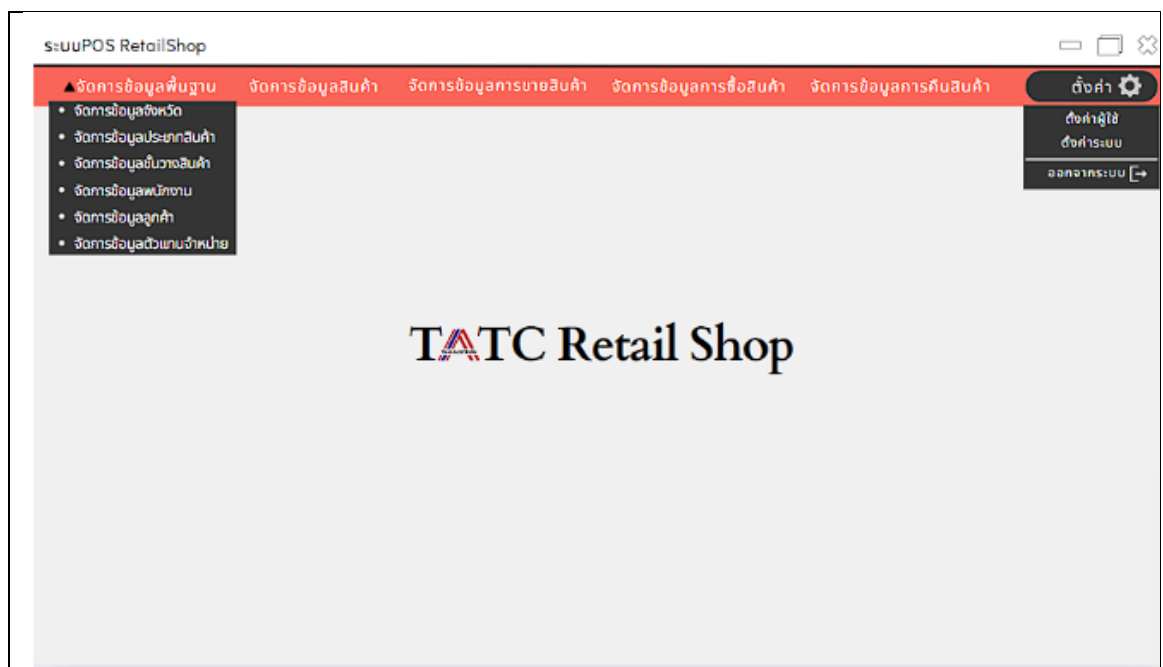 ระบบPOS RetailShop
▲จัดการข้อมูลพื้นฐาน จัดการข้อมูลสินค้า จัดการข้อมูลการขายสินค้า จัดการข้อมูลการซื้อสินค้า จัดการข้อมูลการคืนสินค้า ตั้งค่า
• จัดการข้อมูลจังหวัด
• จัดการข้อมูลประเภทสินค้า
• จัดการข้อมูลชั้นวางสินค้า
• จัดการข้อมูลพนักงาน
• จัดการข้อมูลลูกค้า
• จัดการข้อมูลตัวแทนจำหน่าย
ตั้งค่าผู้ใช้
ตั้งค่าระบบ
ออกจากระบบ
TATC Retail Shop